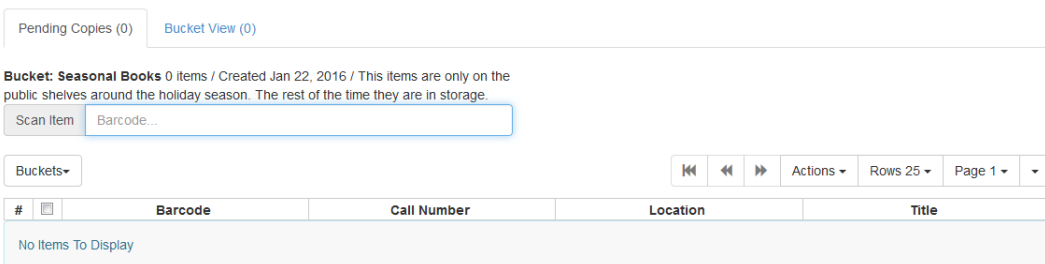 Pending Copies (0) Bucket View (0)
Bucket: Seasonal Books 0 items / Created Jan 22, 2016 / This items are only on the
public shelves around the holiday season. The rest of the time they are in storage.
Scan Item Barcode...
Buckets Actions Rows 25 Page 1
# Barcode Call Number Location Title
No Items To Display